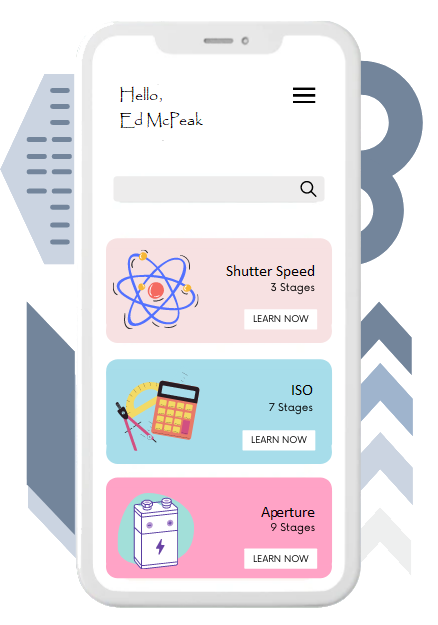 Hello,
Ed McPeak
Shutter Speed
3 Stages
LEARN NOW
ISO
7 Stages
LEARN NOW
Aperture
9 Stages
LEARN NOW